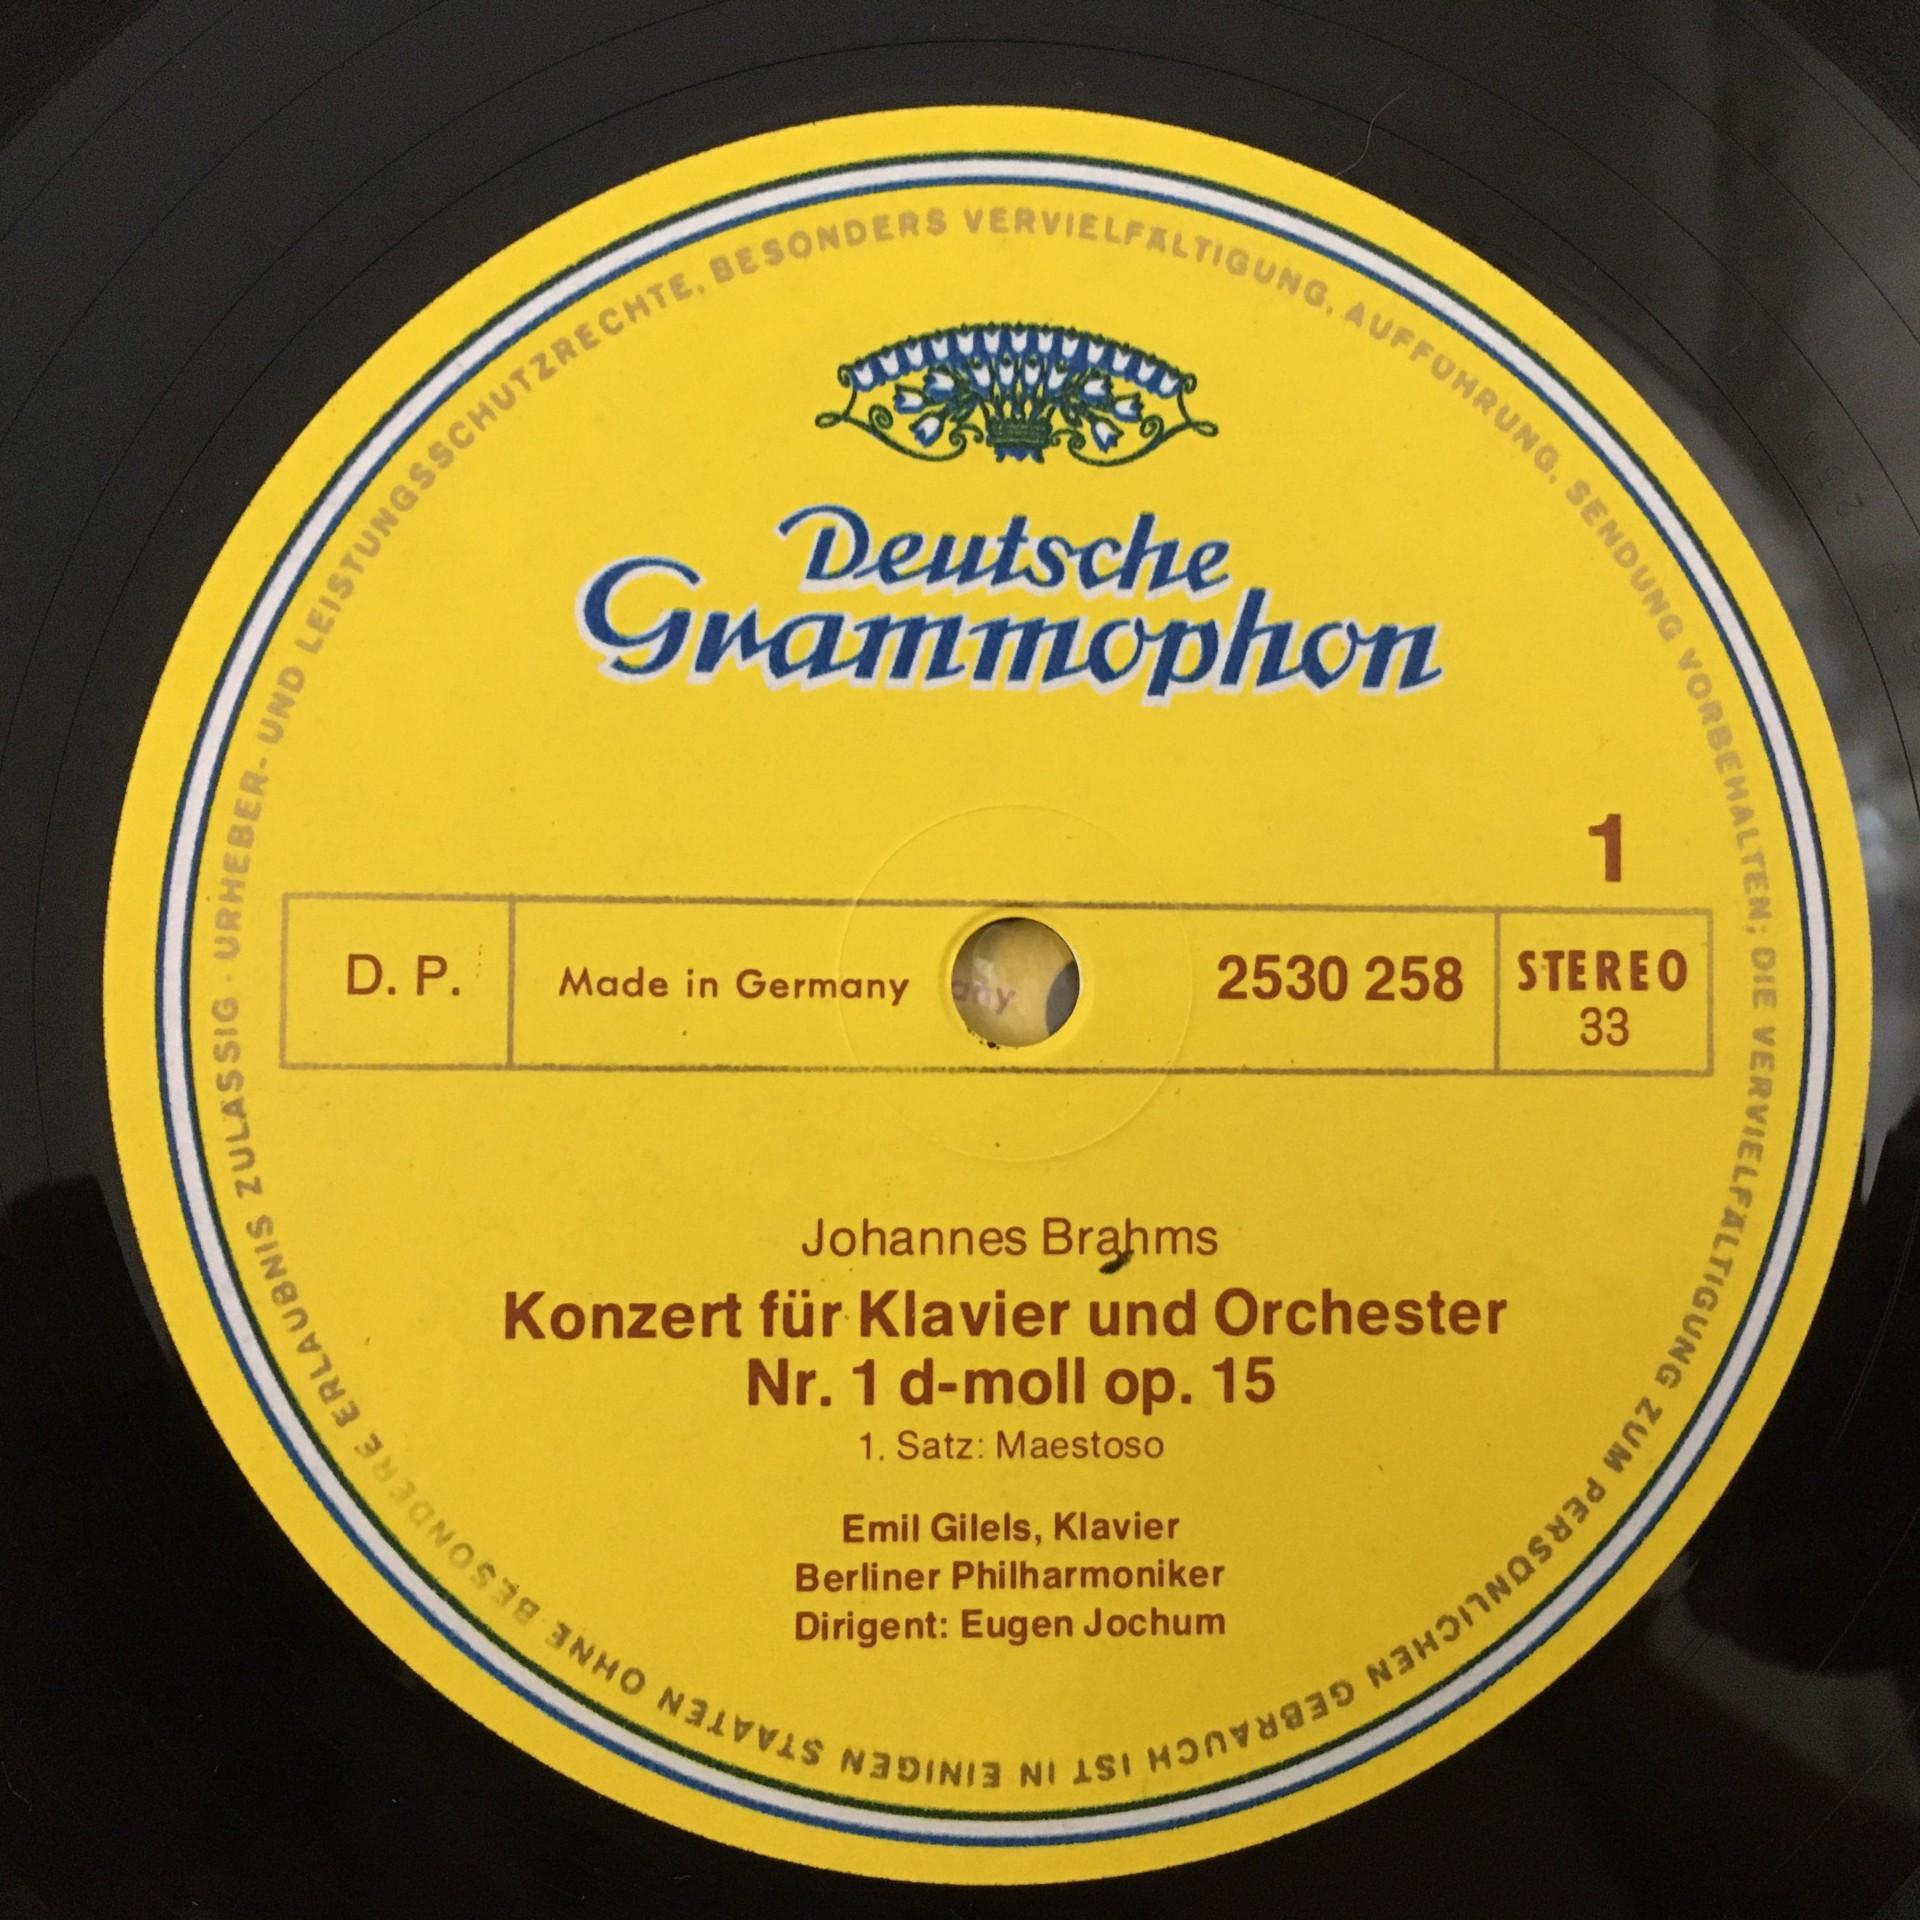 URHEBER- UND LEISTUNGSSCHUTZRECHTE, BESONDERS VERVIELFÄLTIGUNG, AUFFÜHRUNG, SENDUNG VORBEHALTEN; DIE VERVIELFÄLTIGUNG ZUM PERSÖNLICHEN GEBRAUCH IST IN EINIGEN STAATEN OHNE BESONDERE ERLAUBNIS ZULÄSSIG ·
Deutsche
Grammophon
1
D. P.
Made in Germany
2530 258
STEREO
33
Johannes Brahms
Konzert für Klavier und Orchester
Nr. 1 d-moll op. 15
1. Satz: Maestoso
Emil Gilels, Klavier
Berliner Philharmoniker
Dirigent: Eugen Jochum